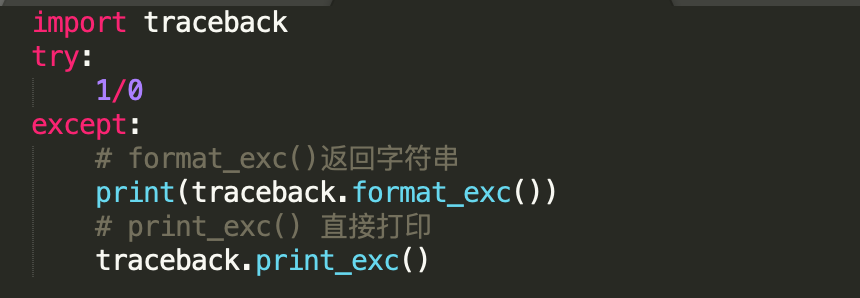 import traceback
try:
    1/0
except:
    # format_exc()返回字符串
    print(traceback.format_exc())
    # print_exc() 直接打印
    traceback.print_exc()